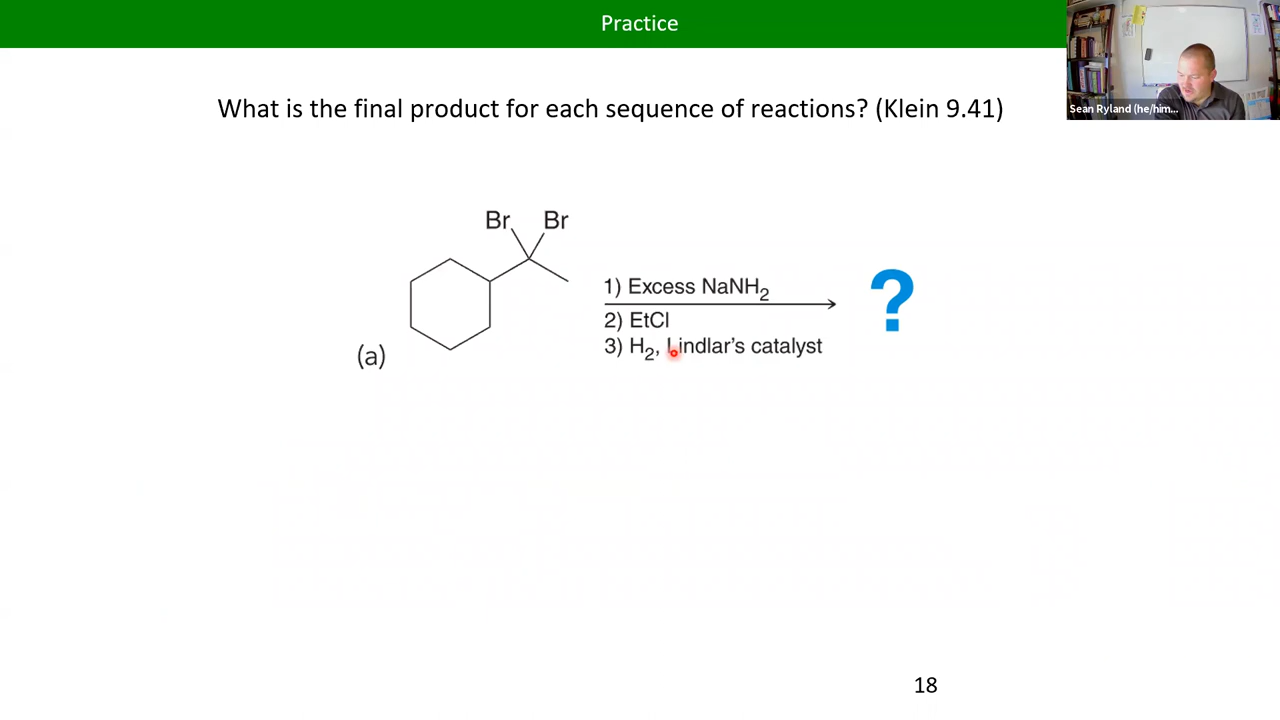 Practice
Sean Ryland (he/him...
What is the final product for each sequence of reactions? (Klein 9.41)
Br Br
1) Excess NaNH2
2) EtCl
3) H2, Lindlar's catalyst
?
(a)
18